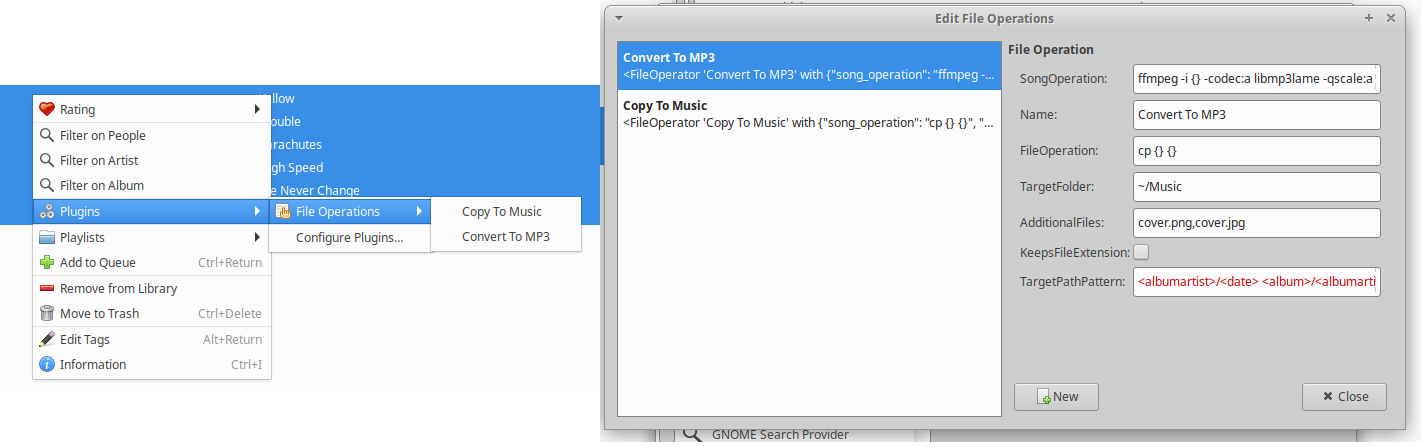 Yellow
Trouble
Parachutes
High Speed
We Never Change
Rating
Filter on People
Filter on Artist
Filter on Album
Plugins
Playlists
Add to Queue Ctrl+Return
Remove from Library
Move to Trash Ctrl+Delete
Edit Tags Alt+Return
Information Ctrl+I
File Operations
Configure Plugins...
Copy To Music
Convert To MP3
Edit File Operations
Convert To MP3
<FileOperator 'Convert To MP3' with {"song_operation": "ffmpeg -...
Copy To Music
<FileOperator 'Copy To Music' with {"song_operation": "cp {} {}", "...
File Operation
SongOperation: ffmpeg -i {} -codec:a libmp3lame -qscale:a
Name: Convert To MP3
FileOperation: cp {} {}
TargetFolder: ~/Music
AdditionalFiles: cover.png,cover.jpg
KeepsFileExtension:
TargetPathPattern: <albumartist>/<date> <album>/<albumarti
New
Close
GNOME Search Provider